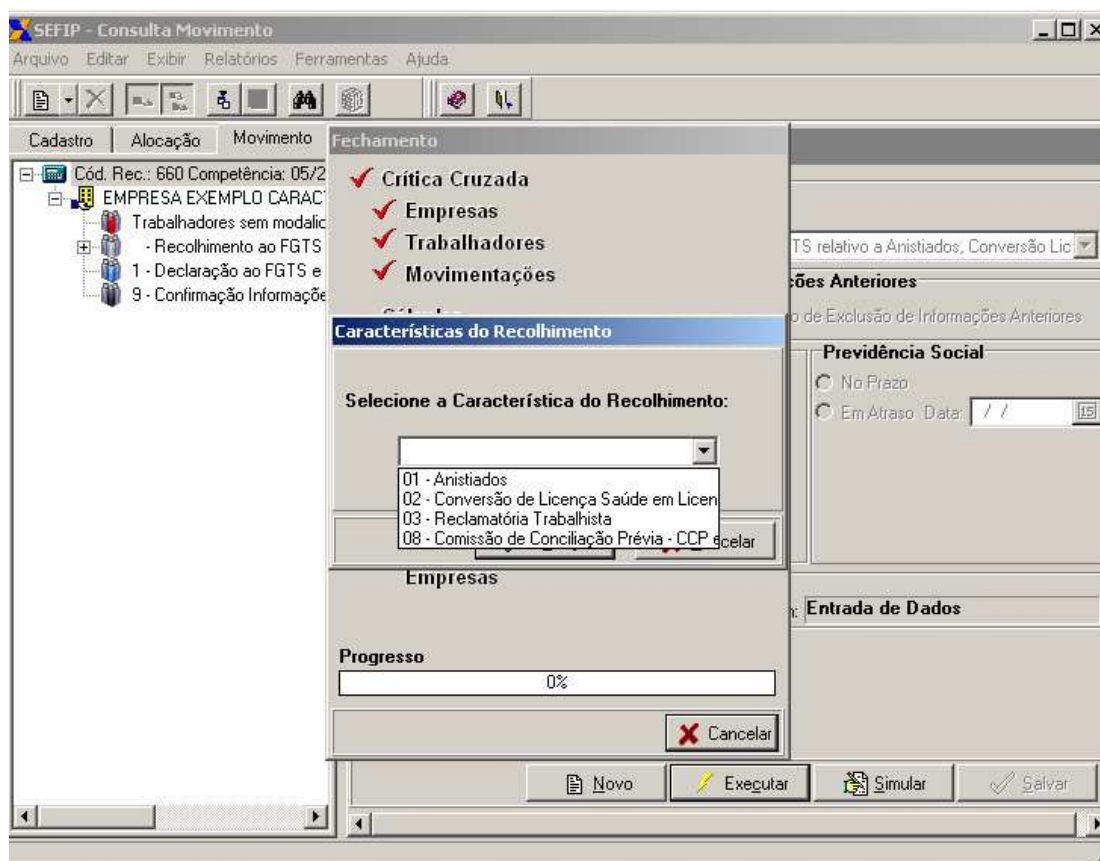 SEFIP - Consulta Movimento
Arquivo Editar Exibir Relatórios Ferramentas Ajuda
Cadastro Alocação Movimento
Cód. Rec.: 660 Competência: 05/2
EMPRESA EXEMPLO CARACT
Trabalhadores sem modalic
- Recolhimento ao FGTS
1 - Declaração ao FGTS e
9 - Confirmação Informaçõe
Fechamento
Crítica Cruzada
Empresas
Trabalhadores
Movimentações
Características do Recolhimento
Selecione a Característica do Recolhimento:
01 - Anistiados
02 - Conversão de Licença Saúde em Licen
03 - Reclamatória Trabalhista
08 - Comissão de Conciliação Prévia - CCP e
celar
Empresas
Progresso
0%
Cancelar
TS relativo a Anistiados, Conversão Lic
ões Anteriores
o de Exclusão de Informações Anteriores
Previdência Social
No Prazo
Em Atraso Data: / /
15
n: Entrada de Dados
Novo Executar Simular Salvar